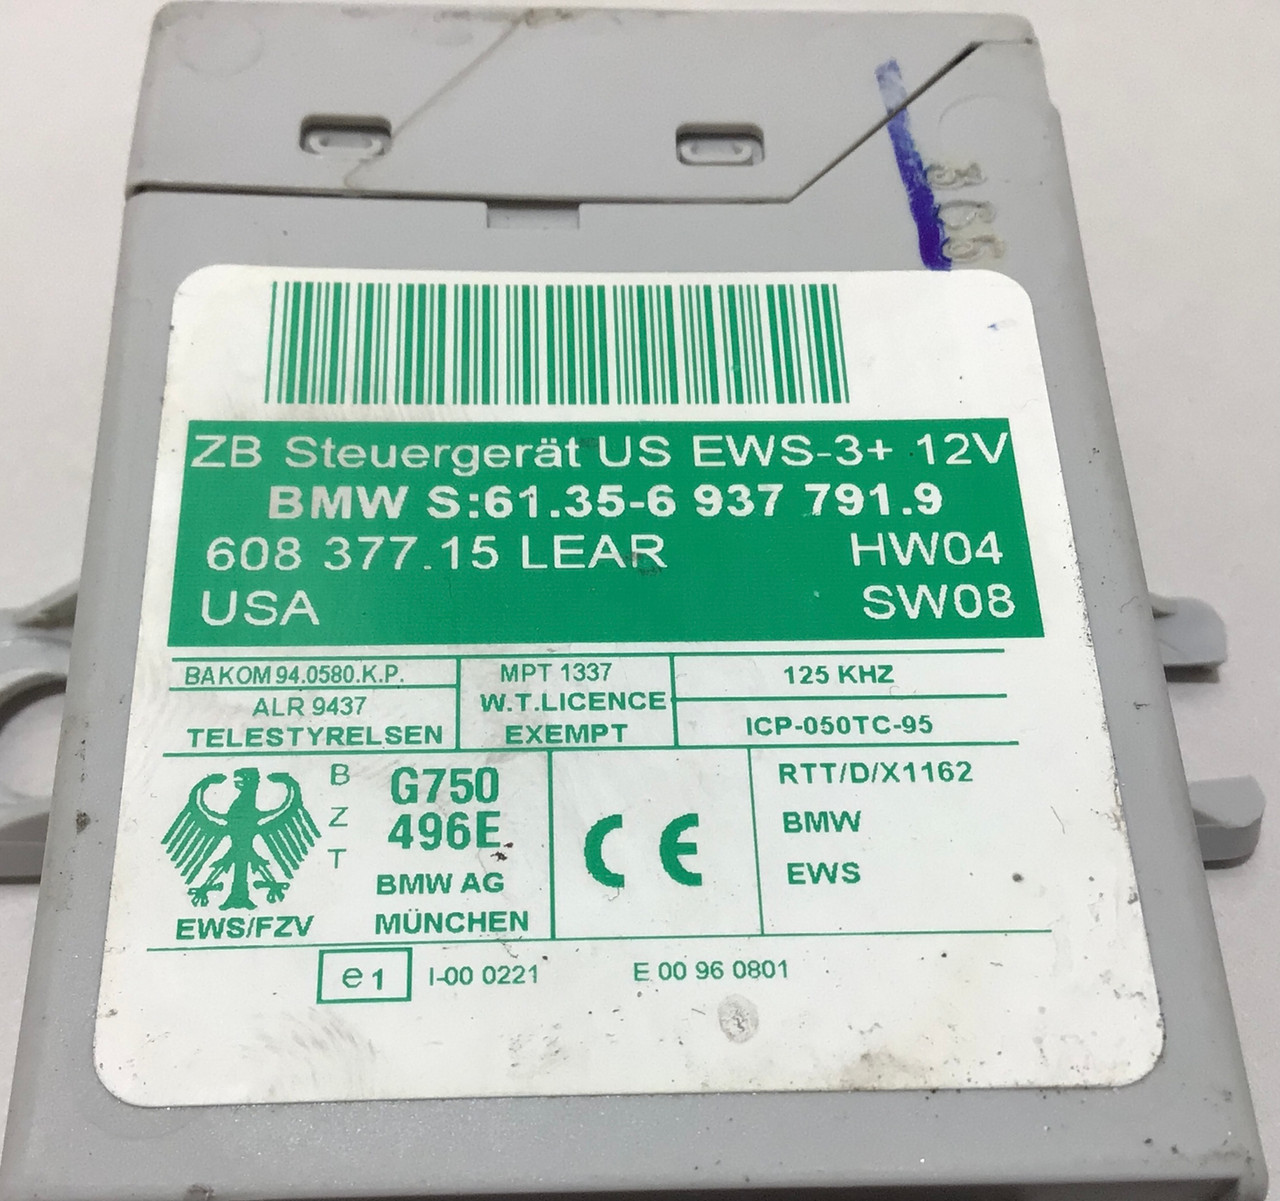 3 C5
ZB Steuergerät US EWS-3+ 12V
BMW S:61.35-6 937 791.9
608 377.15 LEAR HW04
USA SW08
BAKOM 94.0580.K.P. MPT 1337 125 KHZ
ALR 9437 W.T.LICENCE
TELESTYRELSEN EXEMPT ICP-050TC-95
B G750 RTT/D/X1162
Z 496E BMW
T BMW AG EWS
EWS/FZV MÜNCHEN
CE
e1 I-00 0221 E 00 96 0801